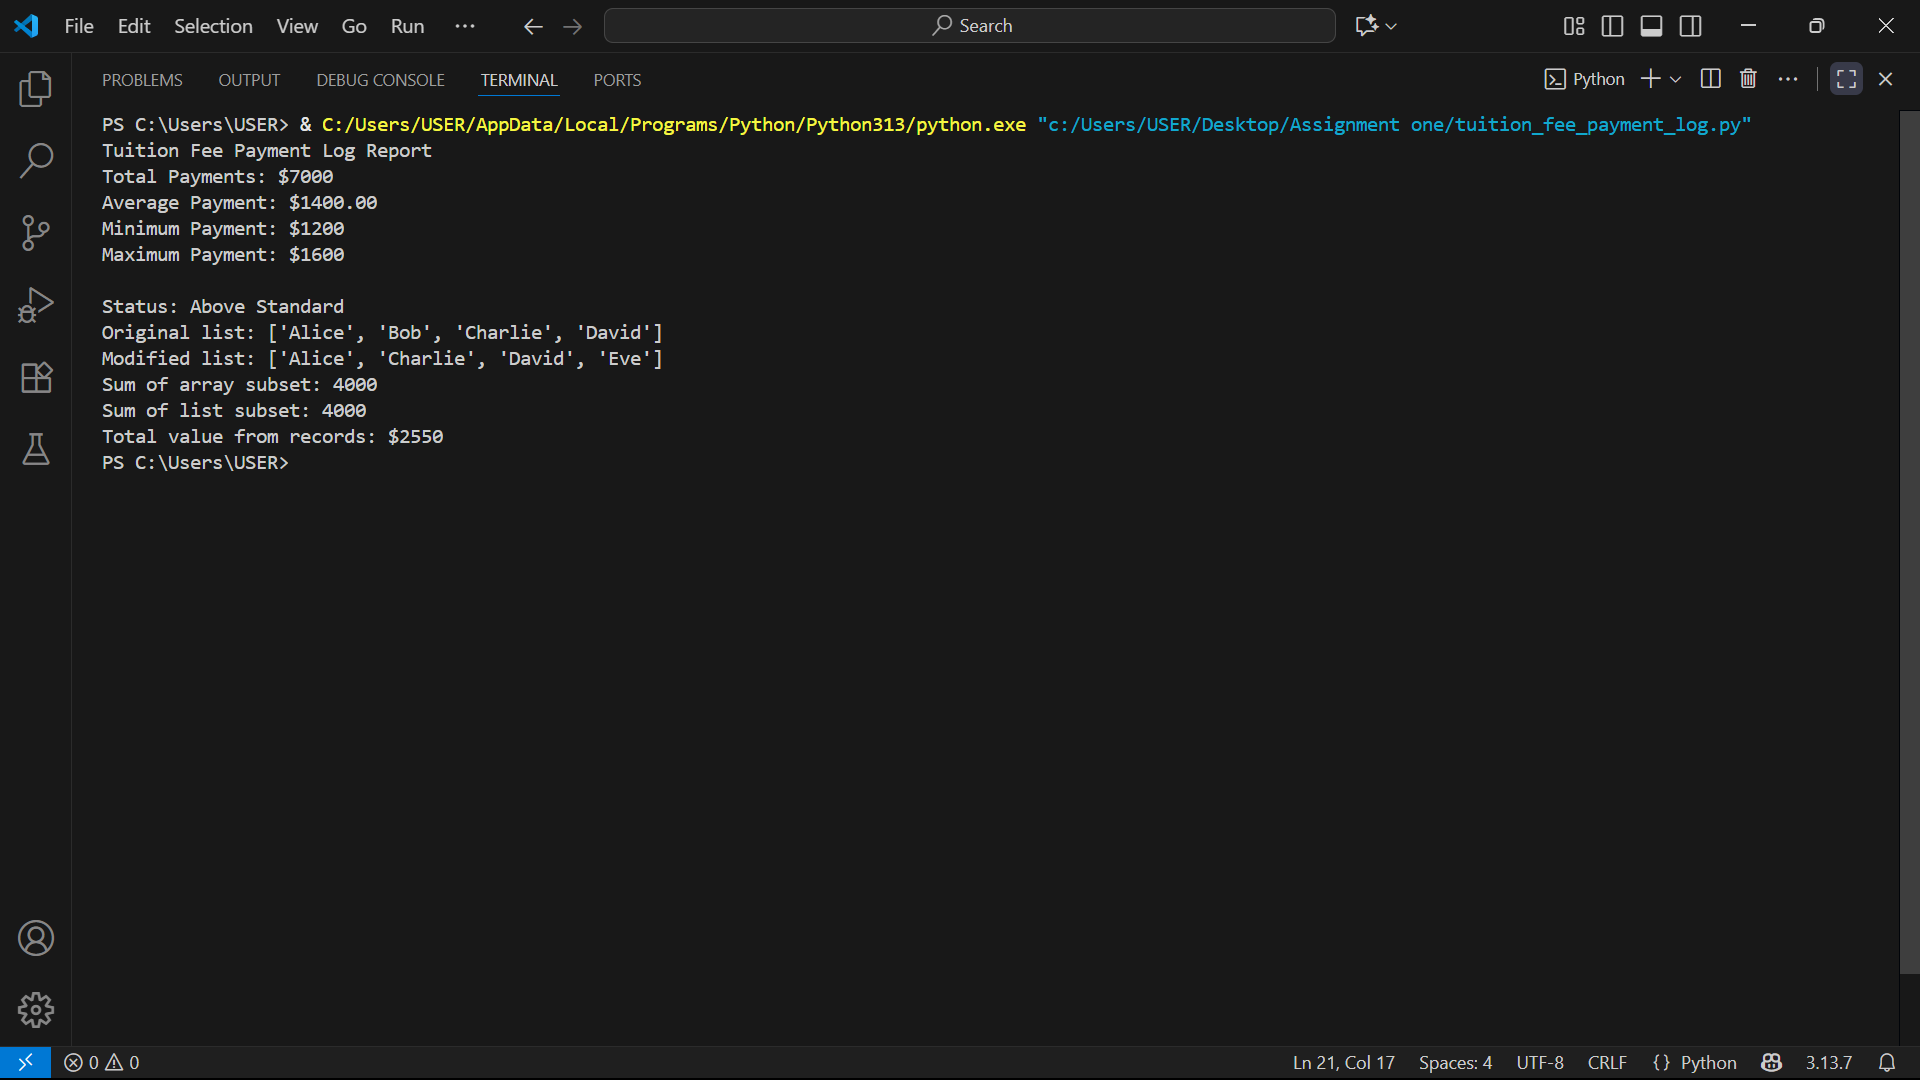 File Edit Selection View Go Run ··· Search
PROBLEMS OUTPUT DEBUG CONSOLE TERMINAL PORTS Python
PS C:\Users\USER> & C:/Users/USER/AppData/Local/Programs/Python/Python313/python.exe "c:/Users/USER/Desktop/Assignment one/tuition_fee_payment_log.py"
Tuition Fee Payment Log Report
Total Payments: $7000
Average Payment: $1400.00
Minimum Payment: $1200
Maximum Payment: $1600
Status: Above Standard
Original list: ['Alice', 'Bob', 'Charlie', 'David']
Modified list: ['Alice', 'Charlie', 'David', 'Eve']
Sum of array subset: 4000
Sum of list subset: 4000
Total value from records: $2550
PS C:\Users\USER>
0 0 Ln 21, Col 17 Spaces: 4 UTF-8 CRLF {} Python 3.13.7